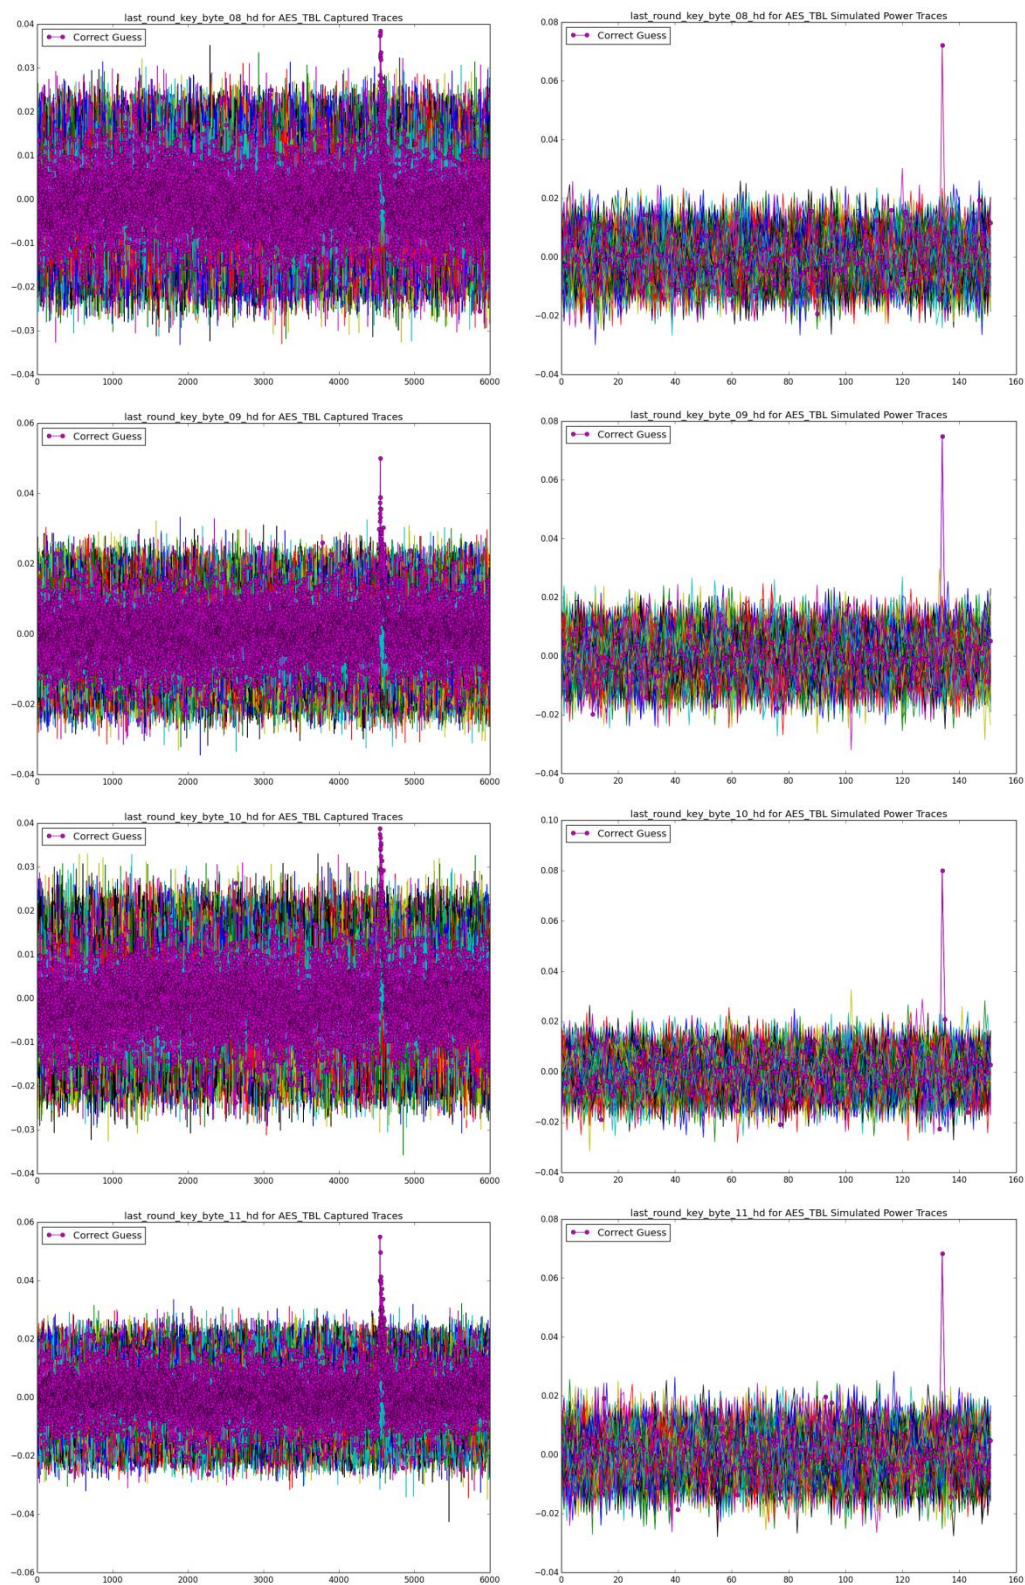 last_round_key_byte_08_hd for AES_TBL Captured Traces
Correct Guess
0.04
0.03
0.02
0.01
0.00
−0.01
−0.02
−0.03
−0.04
0 1000 2000 3000 4000 5000 6000
last_round_key_byte_08_hd for AES_TBL Simulated Power Traces
Correct Guess
0.08
0.06
0.04
0.02
0.00
−0.02
−0.04
0 20 40 60 80 100 120 140 160
last_round_key_byte_09_hd for AES_TBL Captured Traces
Correct Guess
0.06
0.04
0.02
0.00
−0.02
−0.04
0 1000 2000 3000 4000 5000 6000
last_round_key_byte_09_hd for AES_TBL Simulated Power Traces
Correct Guess
0.08
0.06
0.04
0.02
0.00
−0.02
−0.04
0 20 40 60 80 100 120 140 160
last_round_key_byte_10_hd for AES_TBL Captured Traces
Correct Guess
0.04
0.03
0.02
0.01
0.00
−0.01
−0.02
−0.03
−0.04
0 1000 2000 3000 4000 5000 6000
last_round_key_byte_10_hd for AES_TBL Simulated Power Traces
Correct Guess
0.10
0.08
0.06
0.04
0.02
0.00
−0.02
−0.04
0 20 40 60 80 100 120 140 160
last_round_key_byte_11_hd for AES_TBL Captured Traces
Correct Guess
0.06
0.04
0.02
0.00
−0.02
−0.04
−0.06
0 1000 2000 3000 4000 5000 6000
last_round_key_byte_11_hd for AES_TBL Simulated Power Traces
Correct Guess
0.08
0.06
0.04
0.02
0.00
−0.02
−0.04
0 20 40 60 80 100 120 140 160